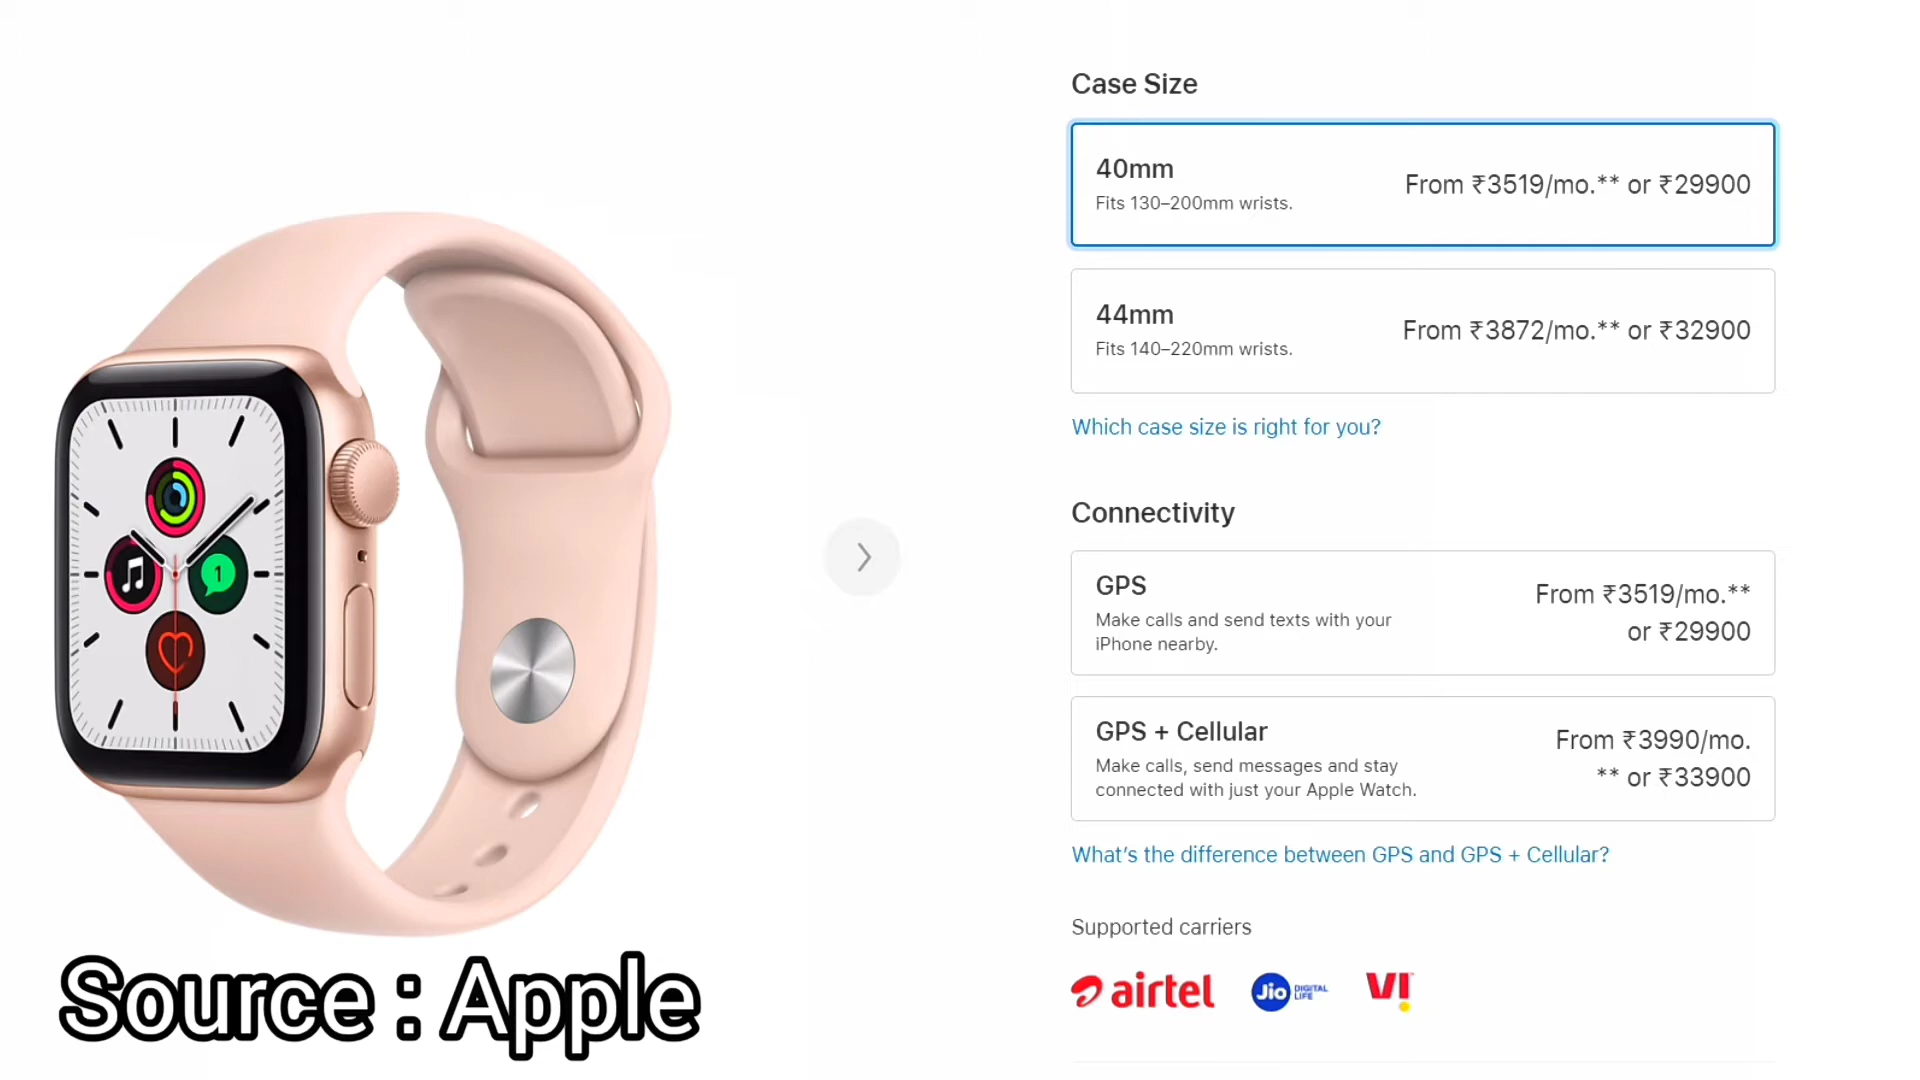 Case Size
40mm
Fits 130–200mm wrists.
From ₹3519/mo.** or ₹29900
44mm
Fits 140–220mm wrists.
From ₹3872/mo.** or ₹32900
Which case size is right for you?
Connectivity
GPS
Make calls and send texts with your
iPhone nearby.
From ₹3519/mo.**
or ₹29900
GPS + Cellular
Make calls, send messages and stay
connected with just your Apple Watch.
From ₹3990/mo.
** or ₹33900
What's the difference between GPS and GPS + Cellular?
Supported carriers
airtel
Jio DIGITAL
LIFE
VI
1
Source : Apple